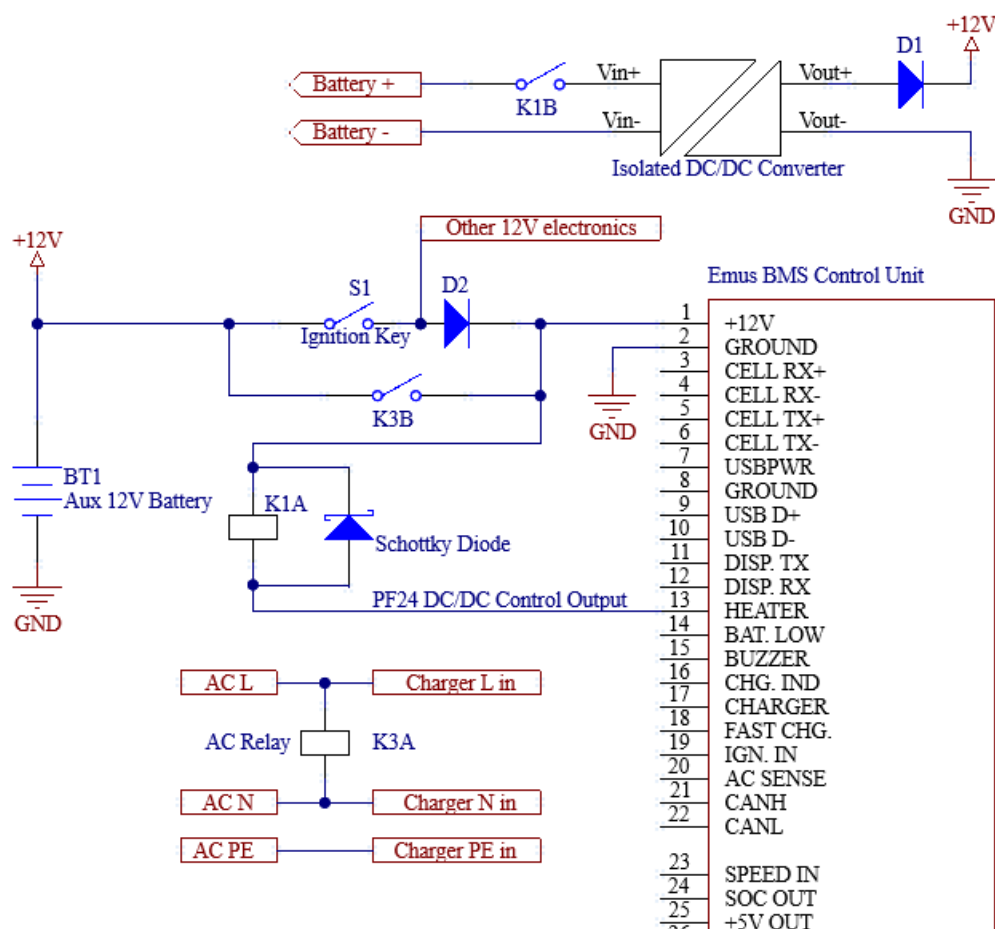 +12V
D1
Battery +
Vin+
Vout+
K1B
Battery -
Vin-
Vout-
Isolated DC/DC Converter
GND
Other 12V electronics
+12V
Emus BMS Control Unit
S1
D2
Ignition Key
1 +12V
2 GROUND
3 CELL RX+
4 CELL RX-
5 CELL TX+
6 CELL TX-
7 USBPWR
8 GROUND
9 USB D+
10 USB D-
11 DISP. TX
12 DISP. RX
13 HEATER
14 BAT. LOW
15 BUZZER
16 CHG. IND
17 CHARGER
18 FAST CHG.
19 IGN. IN
20 AC SENSE
21 CANH
22 CANL
23 SPEED IN
24 SOC OUT
25 +5V OUT
K3B
GND
BT1
Aux 12V Battery
K1A
Schottky Diode
GND
PF24 DC/DC Control Output
AC L
Charger L in
AC Relay
K3A
AC N
Charger N in
AC PE
Charger PE in